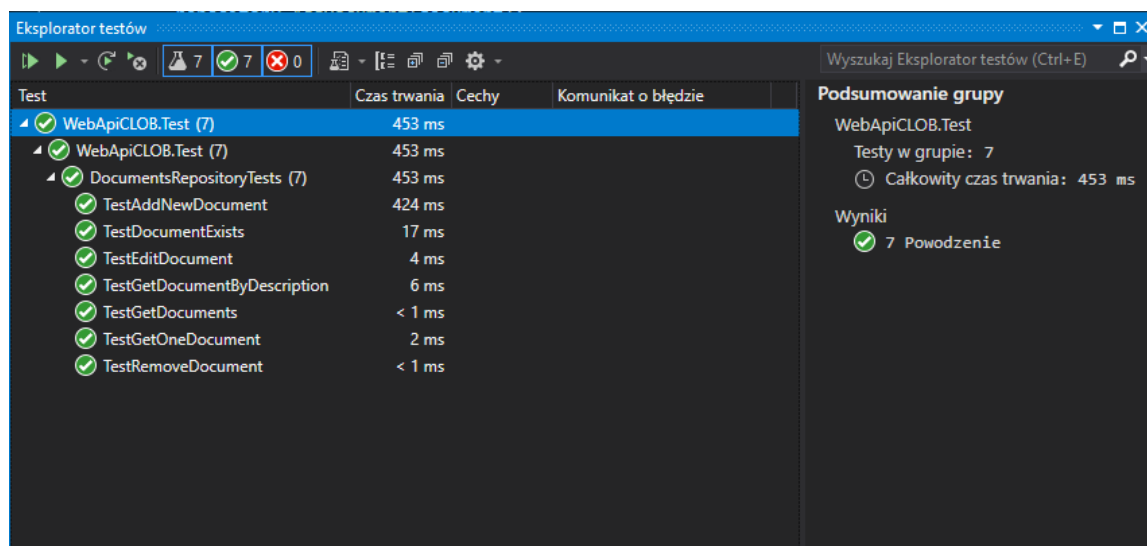 Eksplorator testów
7 7 0 Wyszukaj Eksplorator testów (Ctrl+E)
Test Czas trwania Cechy Komunikat o błędzie
WebApiCLOB.Test (7) 453 ms
WebApiCLOB.Test (7) 453 ms
DocumentsRepositoryTests (7) 453 ms
TestAddNewDocument 424 ms
TestDocumentExists 17 ms
TestEditDocument 4 ms
TestGetDocumentByDescription 6 ms
TestGetDocuments < 1 ms
TestGetOneDocument 2 ms
TestRemoveDocument < 1 ms
Podsumowanie grupy
WebApiCLOB.Test
Testy w grupie: 7
Całkowity czas trwania: 453 ms
Wyniki
7 Powodzenie